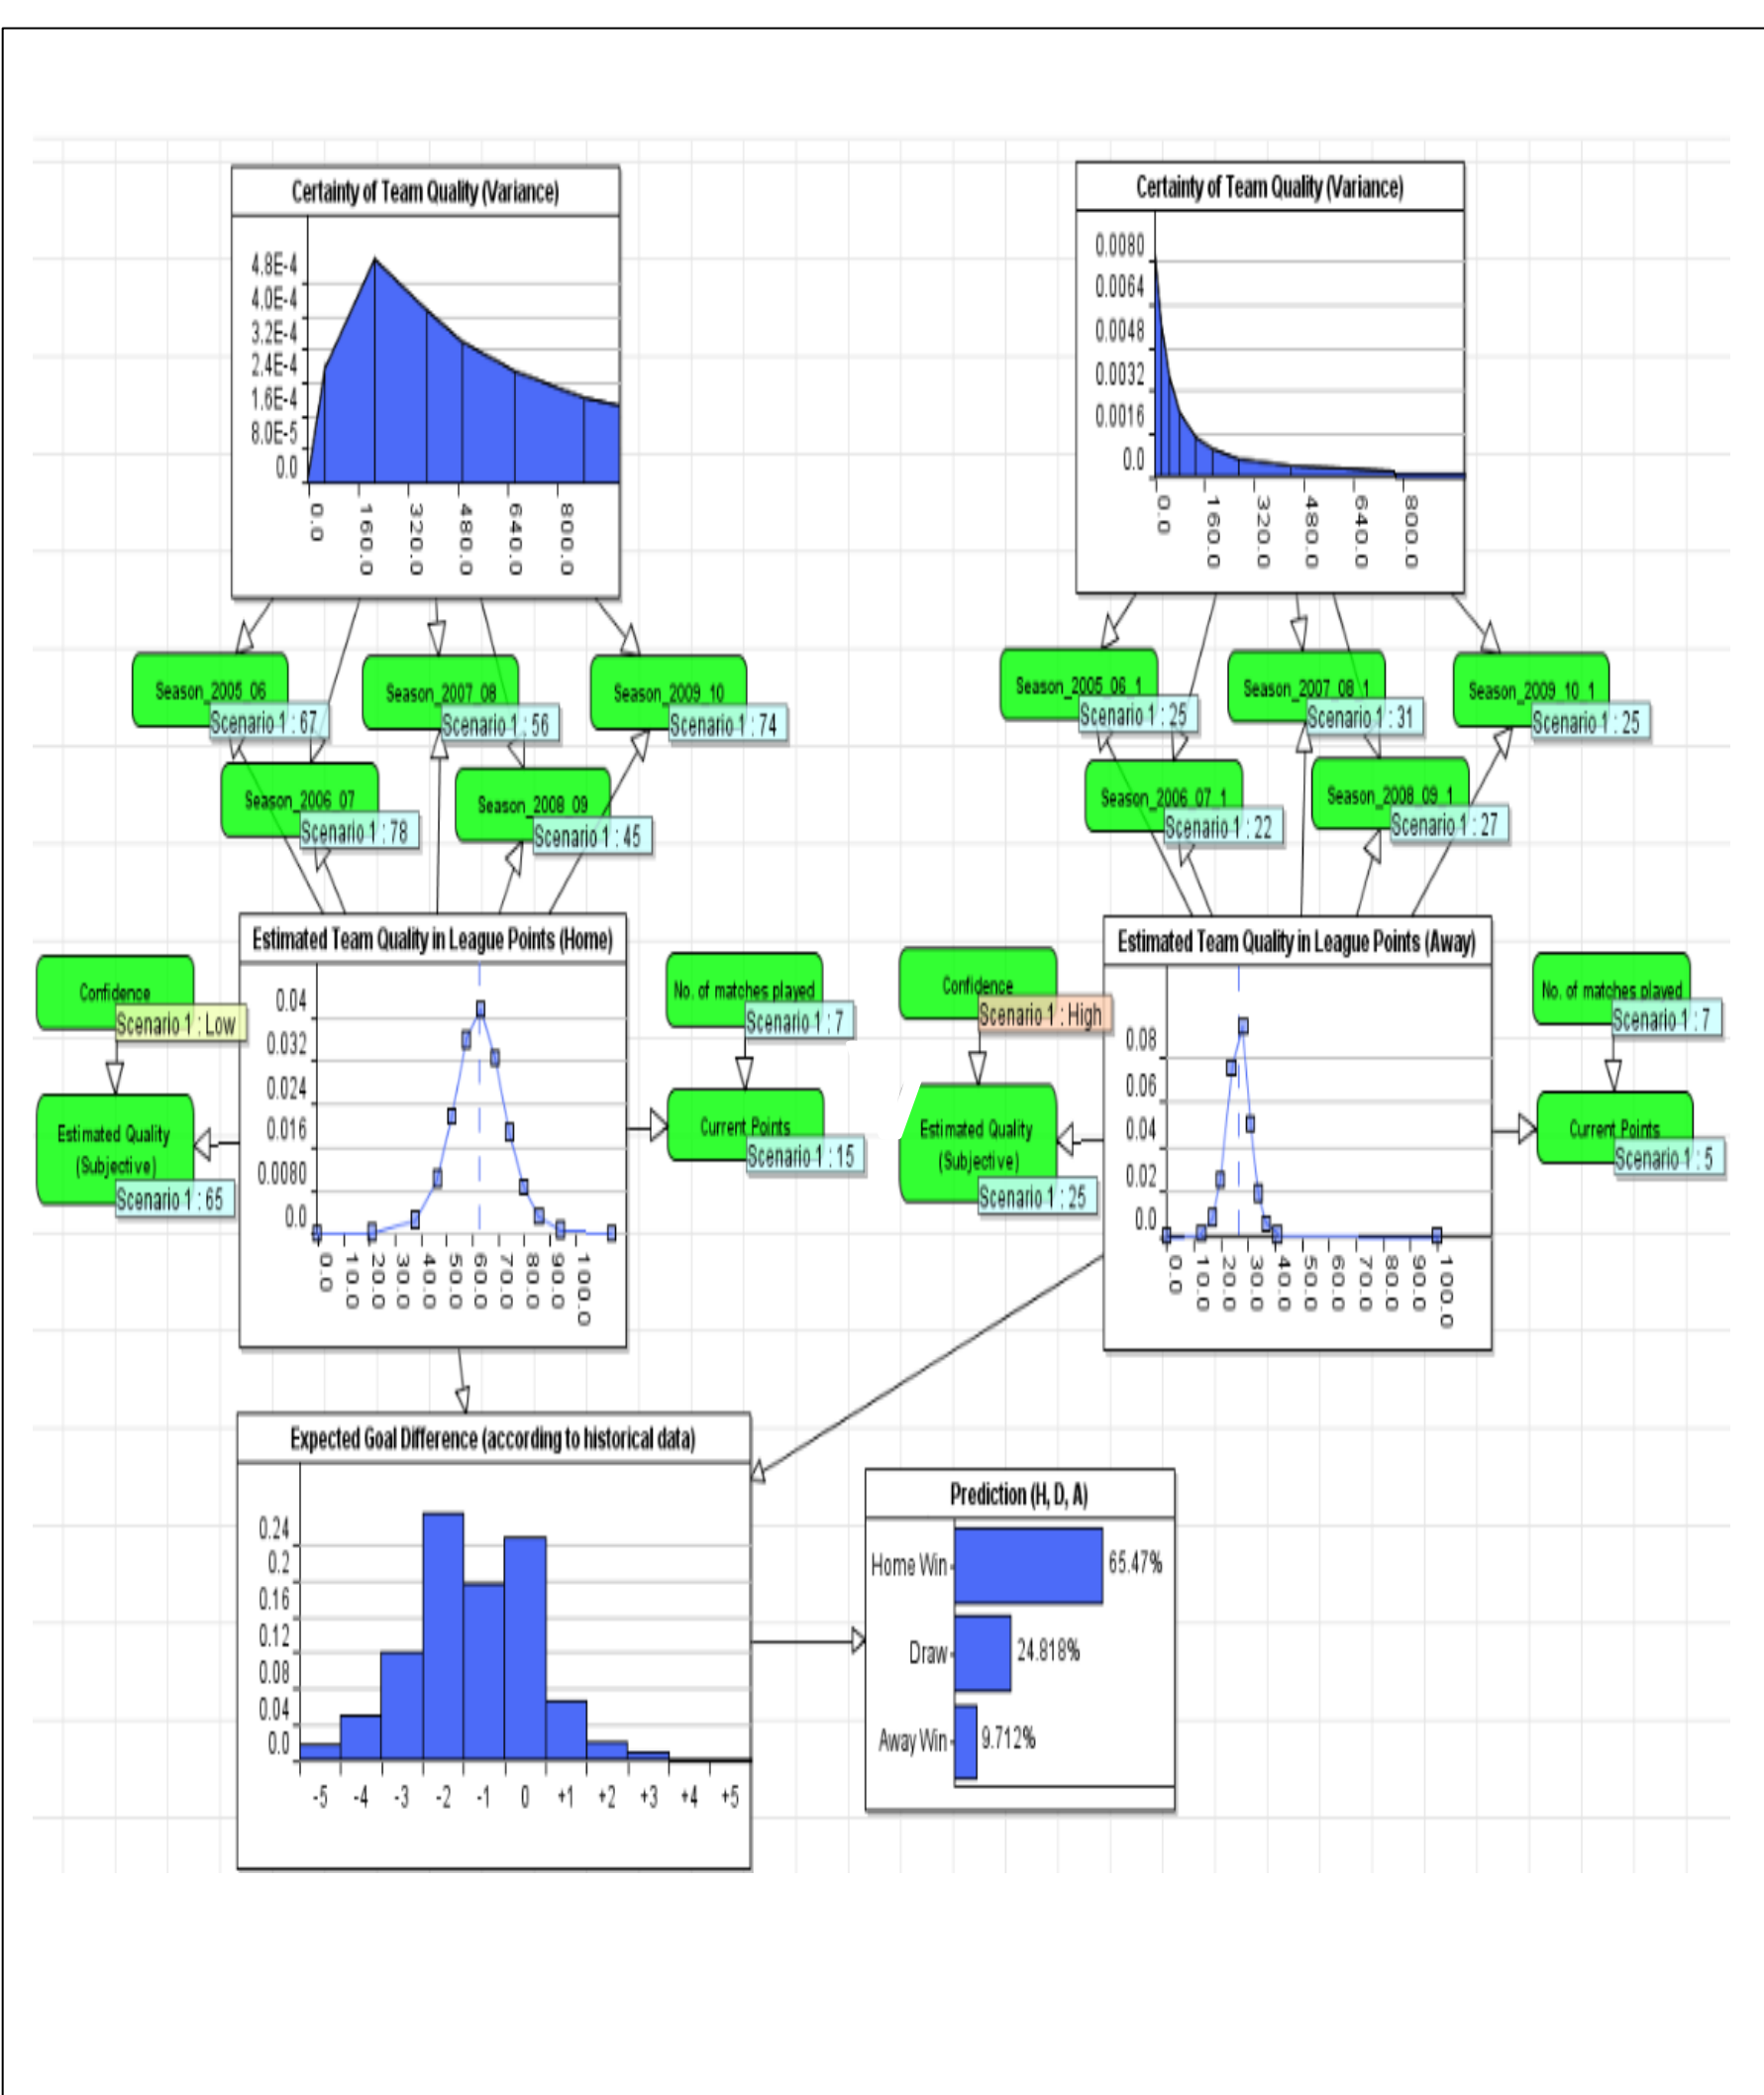 Certainty of Team Quality (Variance)
4.8E-4
4.0E-4
3.2E-4
2.4E-4
1.6E-4
8.0E-5
0.0
0.0
160.0
320.0
480.0
640.0
800.0
Certainty of Team Quality (Variance)
0.0080
0.0064
0.0048
0.0032
0.0016
0.0
0.0
160.0
320.0
480.0
640.0
800.0
Season_2005_06
Scenario 1 : 67
Season_2007_08
Scenario 1 : 56
Season_2009_10
Scenario 1 : 74
Season_2006_07
Scenario 1 : 78
Season_2008_09
Scenario 1 : 45
Season_2005_06_1
Scenario 1 : 25
Season_2007_08_1
Scenario 1 : 31
Season_2009_10_1
Scenario 1 : 25
Season_2006_07_1
Scenario 1 : 22
Season_2008_09_1
Scenario 1 : 27
Confidence
Scenario 1 : Low
Estimated Quality
(Subjective)
Scenario 1 : 65
Estimated Team Quality in League Points (Home)
0.04
0.032
0.024
0.016
0.0080
0.0
0.0
10.0
20.0
30.0
40.0
50.0
60.0
70.0
80.0
90.0
100.0
No. of matches played
Scenario 1 : 7
Current Points
Scenario 1 : 15
Confidence
Scenario 1 : High
Estimated Quality
(Subjective)
Scenario 1 : 25
Estimated Team Quality in League Points (Away)
0.08
0.06
0.04
0.02
0.0
0.0
10.0
20.0
30.0
40.0
50.0
60.0
70.0
80.0
90.0
100.0
No. of matches played
Scenario 1 : 7
Current Points
Scenario 1 : 5
Expected Goal Difference (according to historical data)
0.24
0.2
0.16
0.12
0.08
0.04
0.0
-5 -4 -3 -2 -1 0 +1 +2 +3 +4 +5
Prediction (H, D, A)
Home Win 65.47%
Draw 24.818%
Away Win 9.712%